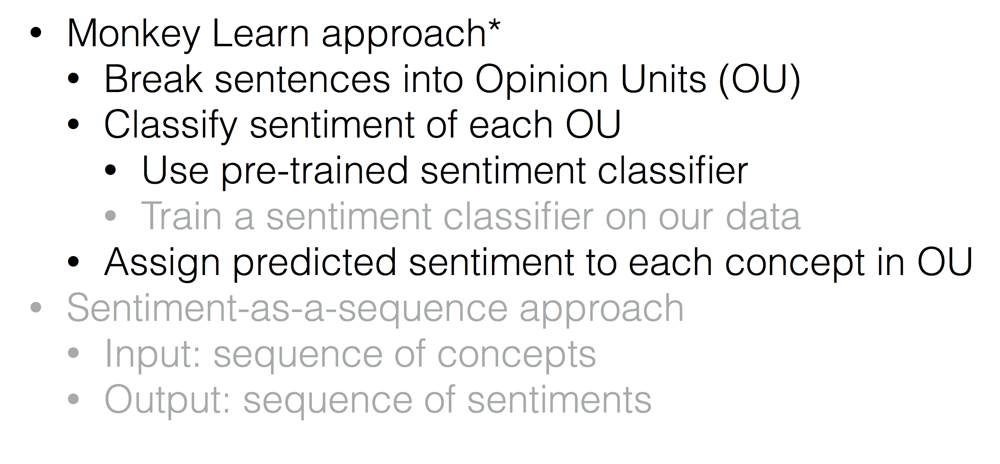 • Monkey Learn approach*
• Break sentences into Opinion Units (OU)
• Classify sentiment of each OU
• Use pre-trained sentiment classifier
• Train a sentiment classifier on our data
• Assign predicted sentiment to each concept in OU
• Sentiment-as-a-sequence approach
• Input: sequence of concepts
• Output: sequence of sentiments